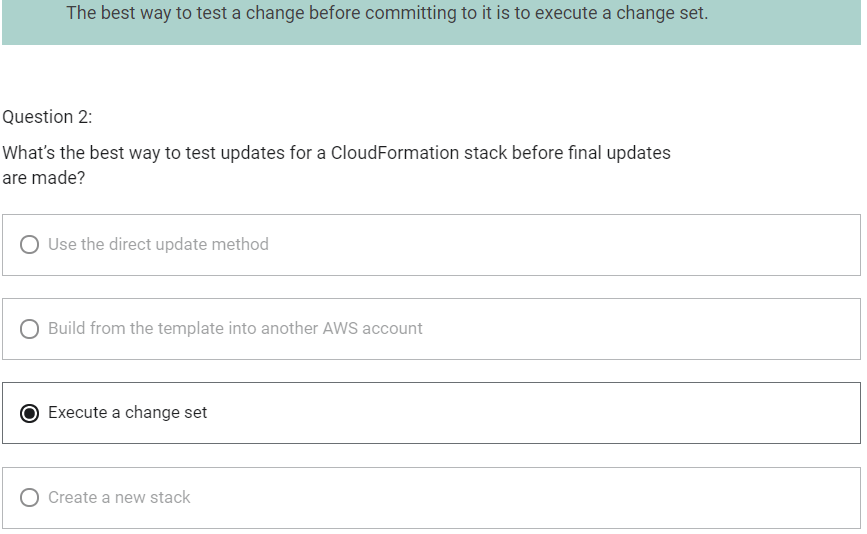 The best way to test a change before committing to it is to execute a change set.
Question 2:
What’s the best way to test updates for a CloudFormation stack before final updates
are made?
Use the direct update method
Build from the template into another AWS account
Execute a change set
Create a new stack